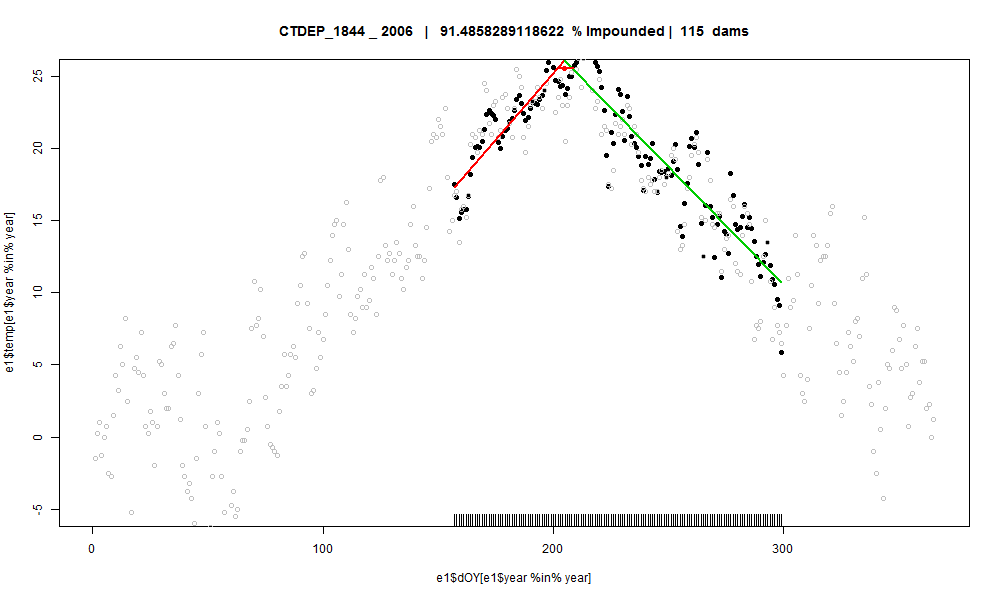 CTDEP_1844 _ 2006 | 91.4858289118622 % Impounded | 115 dams
e1$temp[e1$year %in% year]
25
20
15
10
5
0
-5
0 100 200 300
e1$dOY[e1$year %in% year]